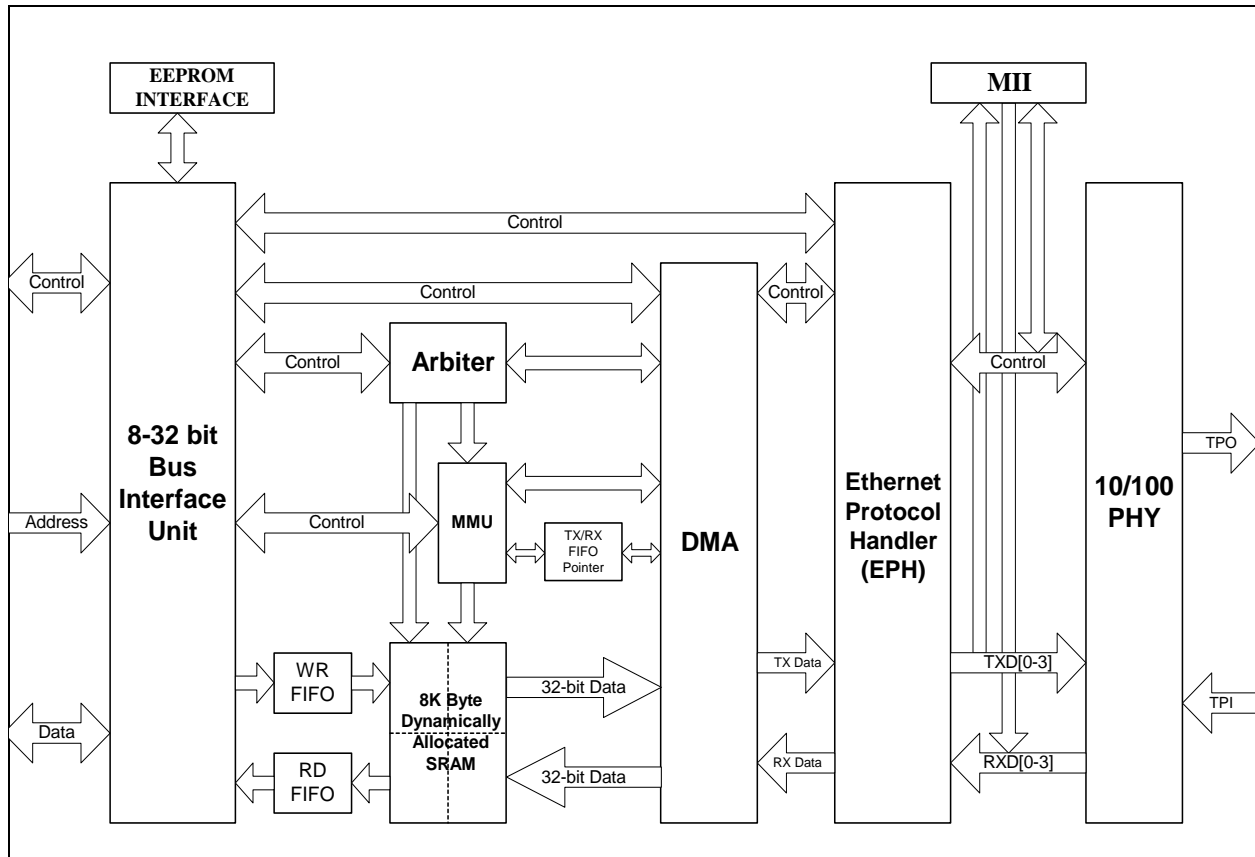 EEPROM
INTERFACE
MII
Control
Control
Control
Control
Control
Arbiter
Control
Control
8-32 bit
Bus
Interface
Unit
TPO
Address
Control
MMU
TX/RX
FIFO
Pointer
DMA
Ethernet
Protocol
Handler
(EPH)
10/100
PHY
WR
FIFO
TX Data
TXD[0-3]
32-bit Data
8K Byte
Dynamically
Allocated
SRAM
TPI
Data
RD
FIFO
32-bit Data
RX Data
RXD[0-3]